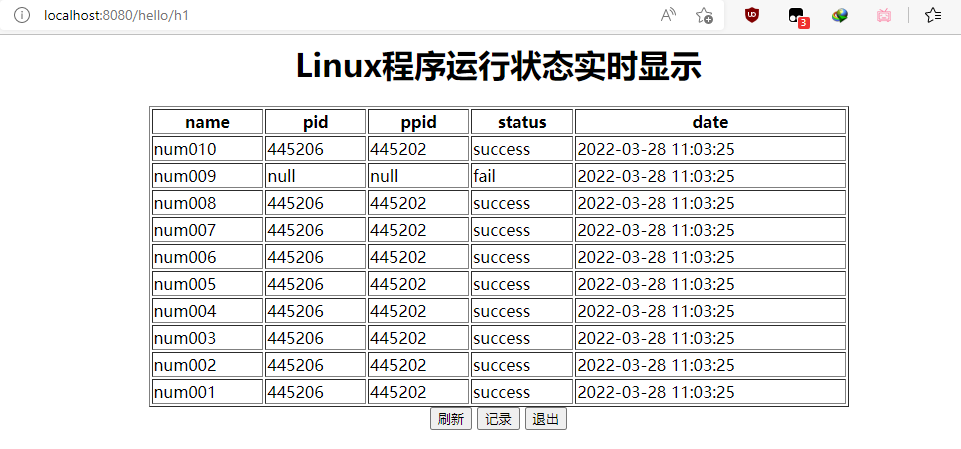 localhost:8080/hello/h1
3
Linux程序运行状态实时显示
name pid ppid status date
num010 445206 445202 success 2022-03-28 11:03:25
num009 null null fail 2022-03-28 11:03:25
num008 445206 445202 success 2022-03-28 11:03:25
num007 445206 445202 success 2022-03-28 11:03:25
num006 445206 445202 success 2022-03-28 11:03:25
num005 445206 445202 success 2022-03-28 11:03:25
num004 445206 445202 success 2022-03-28 11:03:25
num003 445206 445202 success 2022-03-28 11:03:25
num002 445206 445202 success 2022-03-28 11:03:25
num001 445206 445202 success 2022-03-28 11:03:25
刷新 记录 退出